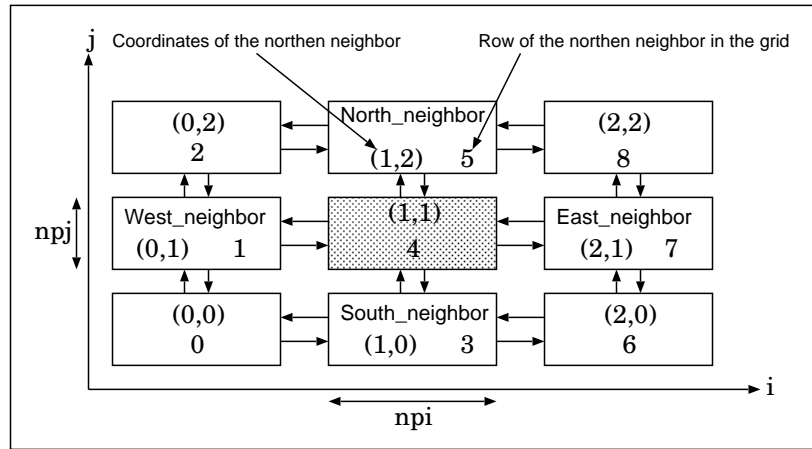 j
Coordinates of the northen neighbor
Row of the northen neighbor in the grid
(0,2)
2
North_neighbor
(1,2) 5
(2,2)
8
npj
West_neighbor
(0,1) 1
(1,1)
4
East_neighbor
(2,1) 7
(0,0)
0
South_neighbor
(1,0) 3
(2,0)
6
i
npi